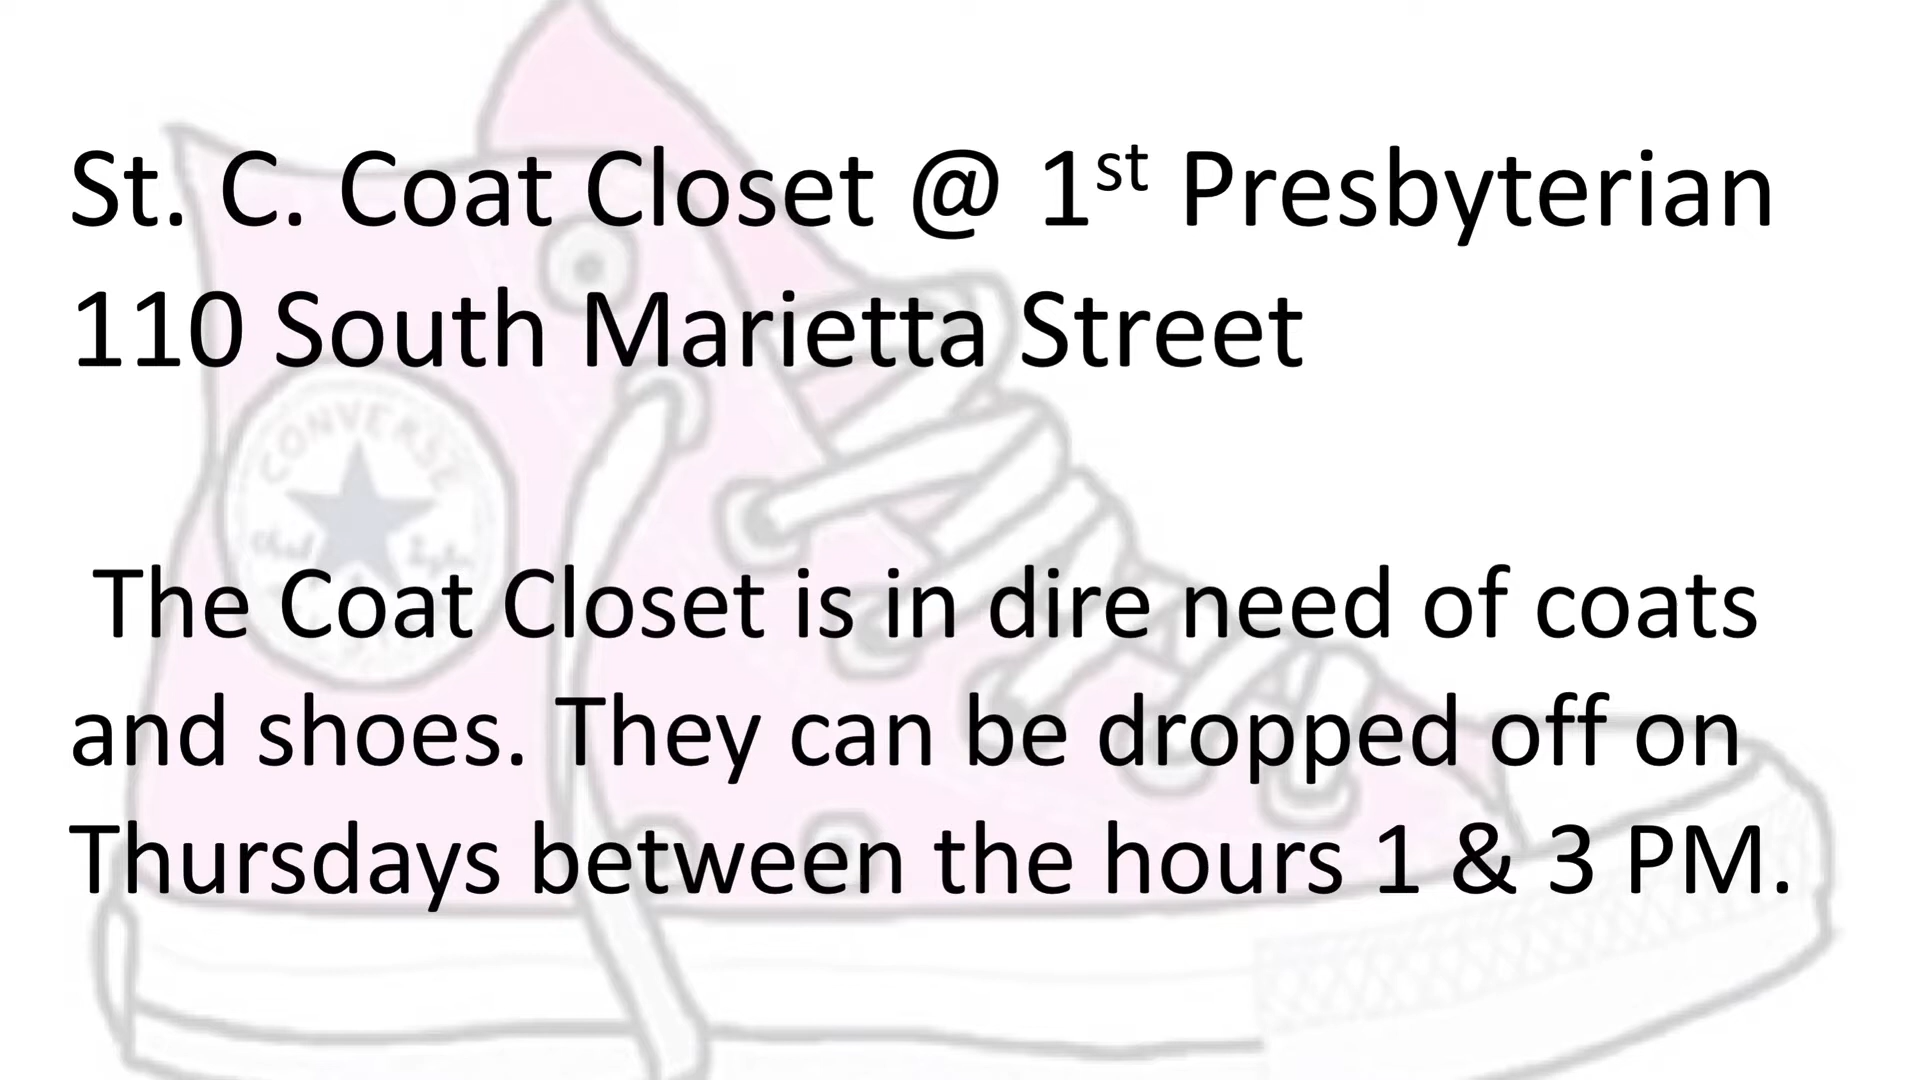 St. C. Coat Closet @ 1st Presbyterian
110 South Marietta Street
CONVERSE
The Coat Closet is in dire need of coats
and shoes. They can be dropped off on
Thursdays between the hours 1 & 3 PM.